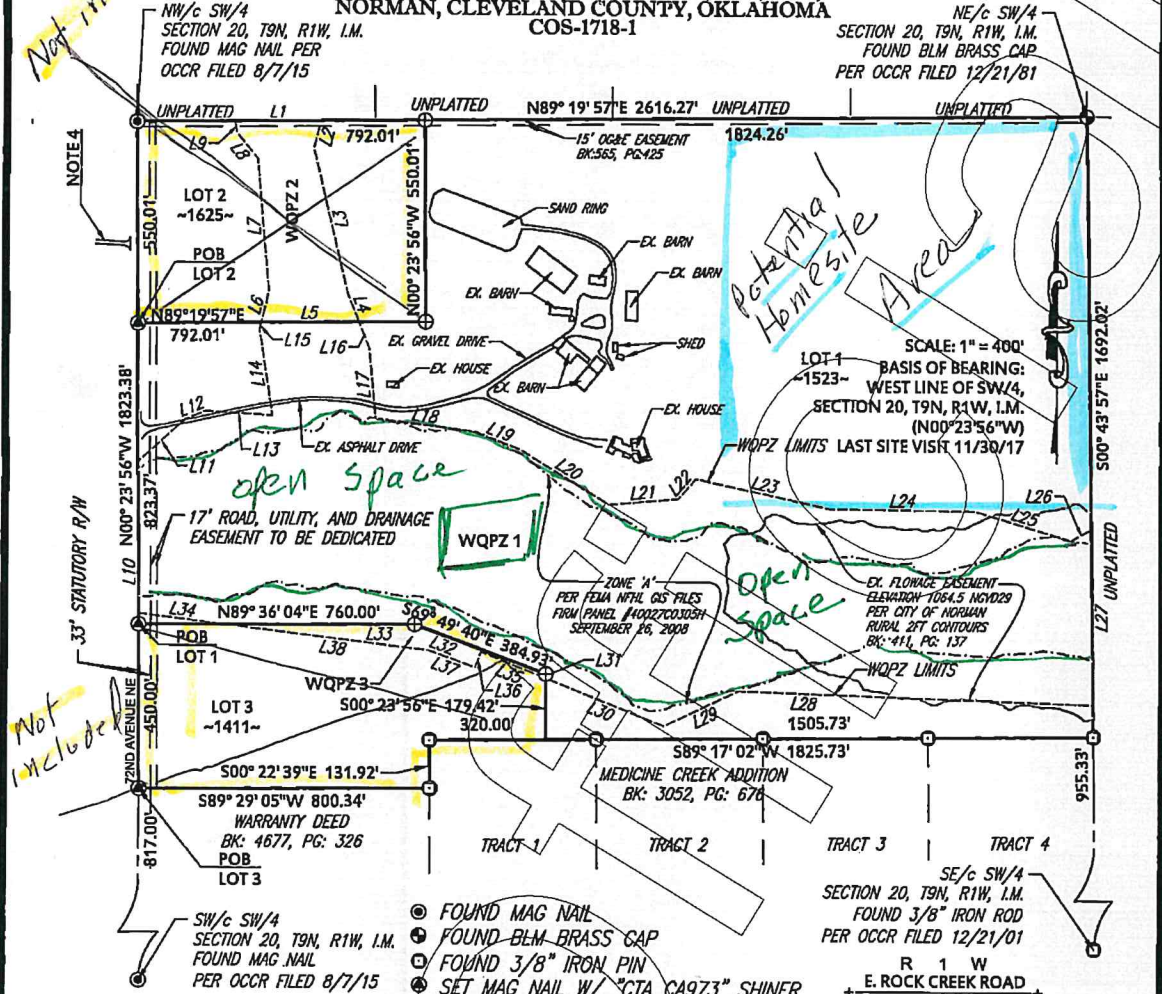 NORMAN, CLEVELAND COUNTY, OKLAHOMA
COS-1718-1
NW/c SW/4
SECTION 20, T9N, R1W, I.M.
FOUND MAG NAIL PER
OCCR FILED 8/7/15
NE/c SW/4
SECTION 20, T9N, R1W, I.M.
FOUND BLM BRASS CAP
PER OCCR FILED 12/21/81
Not
UNPLATTED
L1
UNPLATTED
N89° 19'57"E 2616.27'
UNPLATTED
UNPLATTED
792.01'
1824.26'
15' OG&E EASEMENT
BK:565, PG:425
NOTE 4
L9
L8
L2
LOT 2
~1625~
WQPZ 2
L7
L3
550.01'
N00° 23' 56"W 550.01'
POB
LOT 2
L6
L4
N89°19'57"E
792.01'
L5
L15
L16
L14
L17
SAND RING
EX. BARN
EX. BARN
EX. BARN
EX. GRAVEL DRIVE
SHED
EX. HOUSE
EX. BARN
EX. HOUSE
Potential
Homesite
Area
LOT 1
~1523~
SCALE: 1" = 400'
BASIS OF BEARING:
WEST LINE OF SW/4,
SECTION 20, T9N, R1W, I.M.
(N00°23'56"W)
LAST SITE VISIT 11/30/17
S00° 43'57"E 1692.02'
L12
L13
L11
EX. ASPHALT DRIVE
L18
L19
L20
L21
L22
L23
L24
L25
L26
WQPZ LIMITS
open Space
L10 N00° 23' 56"W 1823.38'
823.37'
33' STATUTORY R/W
17' ROAD, UTILITY, AND DRAINAGE
EASEMENT TO BE DEDICATED
WQPZ 1
ZONE 'A'
PER FEMA NFHL GIS FILES
FIRM PANEL #40027C0305H
SEPTEMBER 26, 2008
Open
Space
EX. FLOWAGE EASEMENT
ELEVATION 1064.5 NGVD29
PER CITY OF NORMAN
RURAL 2FT CONTOURS
BK: 411, PG: 137
L27 UNPLATTED
L34
N89° 36' 04"E 760.00'
S69° 49' 40"E 384.93'
POB
LOT 1
L33
L38
L32
L37
L35
L36
L31
L30
L29
L28
WQPZ LIMITS
WQPZ 3
S00° 23'56"E 179.42'
320.00'
1505.73'
Not
included
72ND AVENUE NE
450.00'
LOT 3
~1411~
S89° 17' 02"W 1825.73'
S00° 22'39"E 131.92'
MEDICINE CREEK ADDITION
BK: 3052, PG: 676
S89° 29' 05"W 800.34'
WARRANTY DEED
BK: 4677, PG: 326
POB
LOT 3
817.00'
955.33'
TRACT 1
TRACT 2
TRACT 3
TRACT 4
SW/c SW/4
SECTION 20, T9N, R1W, I.M.
FOUND MAG NAIL
PER OCCR FILED 8/7/15
FOUND MAG NAIL
FOUND BLM BRASS CAP
FOUND 3/8" IRON PIN
SET MAG NAIL W/ "CTA CA973" SHINER
SE/c SW/4
SECTION 20, T9N, R1W, I.M.
FOUND 3/8" IRON ROD
PER OCCR FILED 12/21/01
R 1 W
E. ROCK CREEK ROAD